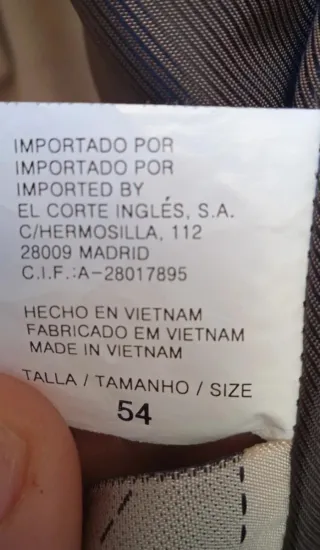 IMPORTADO POR
IMPORTADO POR
IMPORTED BY
EL CORTE INGLÉS, S.A.
C/HERMOSILLA, 112
28009 MADRID
C.I.F.:A-28017895
HECHO EN VIETNAM
FABRICADO EM VIETNAM
MADE IN VIETNAM
TALLA / TAMANHO / SIZE
54